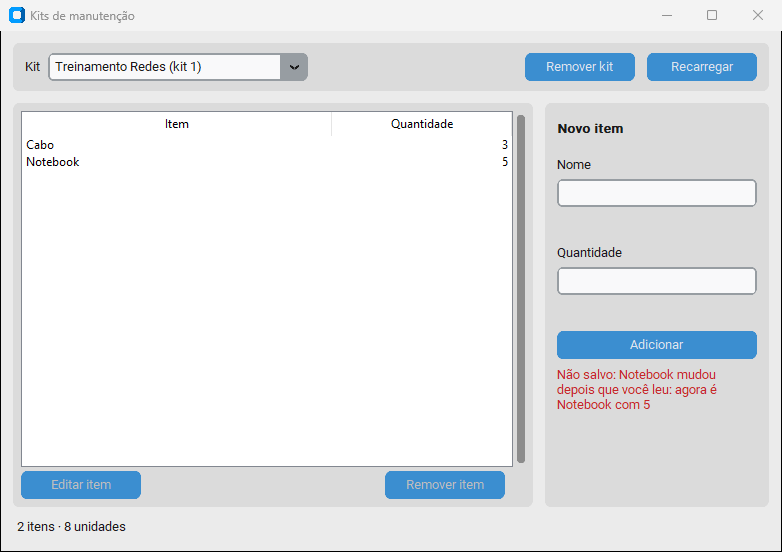 Kits de manutenção
Kit Treinamento Redes (kit 1) Remover kit Recarregar
Item Quantidade
Cabo 3
Notebook 5
Editar item Remover item
Novo item
Nome
Quantidade
Adicionar
Não salvo: Notebook mudou
depois que você leu: agora é
Notebook com 5
2 itens · 8 unidades